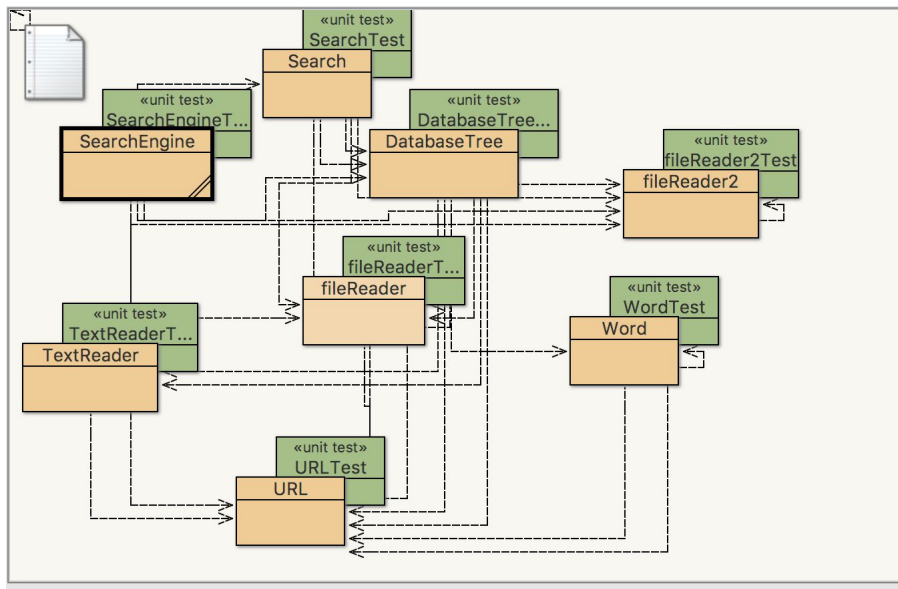 «unit test»
SearchTest
Search
«unit test»
SearchEngineT...
SearchEngine
«unit test»
DatabaseTree...
DatabaseTree
«unit test»
fileReader2Test
fileReader2
«unit test»
fileReaderT...
fileReader
«unit test»
WordTest
Word
«unit test»
TextReaderT...
TextReader
«unit test»
URLTest
URL